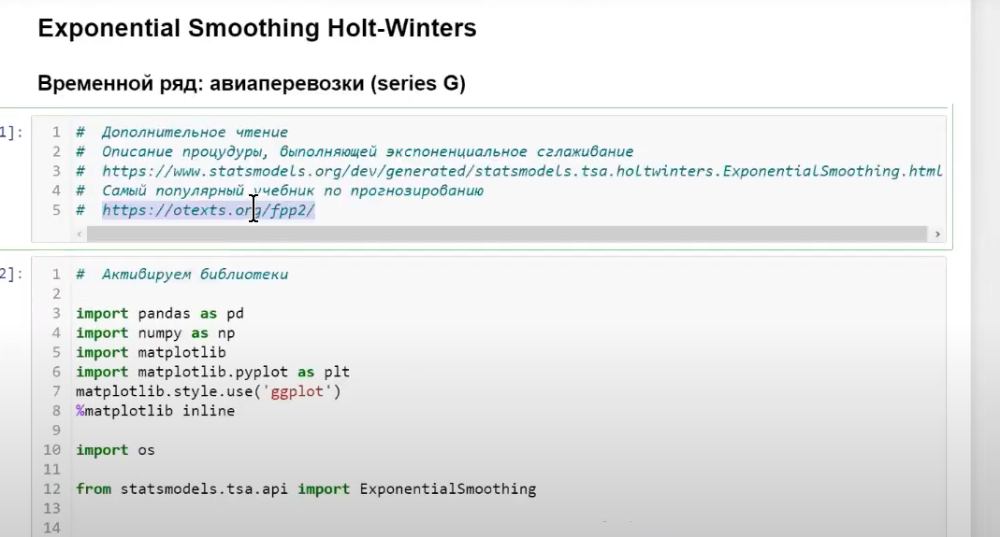 Exponential Smoothing Holt-Winters
Временной ряд: авиаперевозки (series G)
1]:
1 # Дополнительное чтение
2 # Описание процудуры, выполняющей экспоненциальное сглаживание
3 # https://www.statsmodels.org/dev/generated/statsmodels.tsa.holtwinters.ExponentialSmoothing.html
4 # Самый популярный учебник по прогнозированию
5 # https://otexts.org/fpp2/
2]:
1 # Активируем библиотеки
2
3 import pandas as pd
4 import numpy as np
5 import matplotlib
6 import matplotlib.pyplot as plt
7 matplotlib.style.use('ggplot')
8 %matplotlib inline
9
10 import os
11
12 from statsmodels.tsa.api import ExponentialSmoothing
13
14